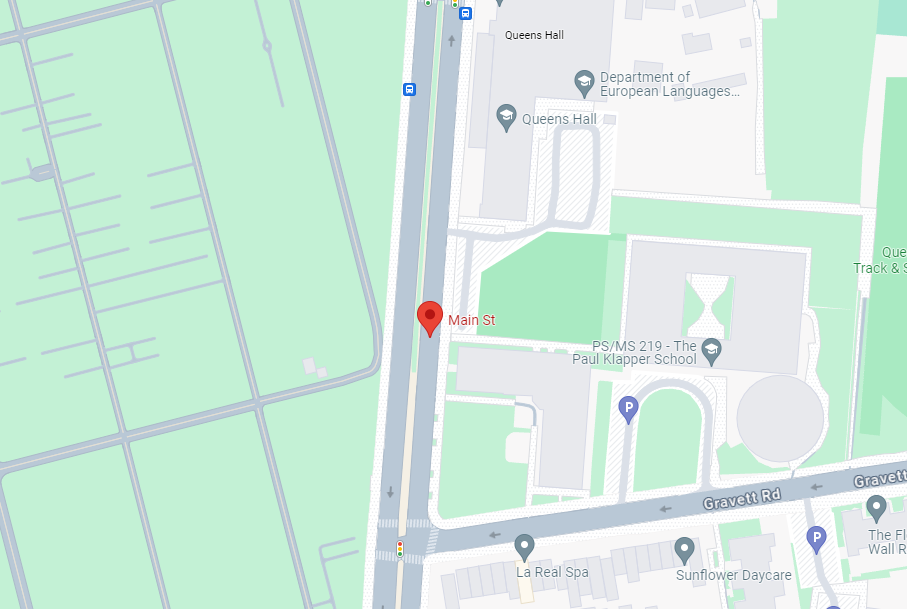 Queens Hall
Department of
European Languages...
Queens Hall
Que
Track & S
Main St
PS/MS 219 - The
Paul Klapper School
P
Gravett
Gravett Rd
The Fl
Wall R
P
La Real Spa
Sunflower Daycare